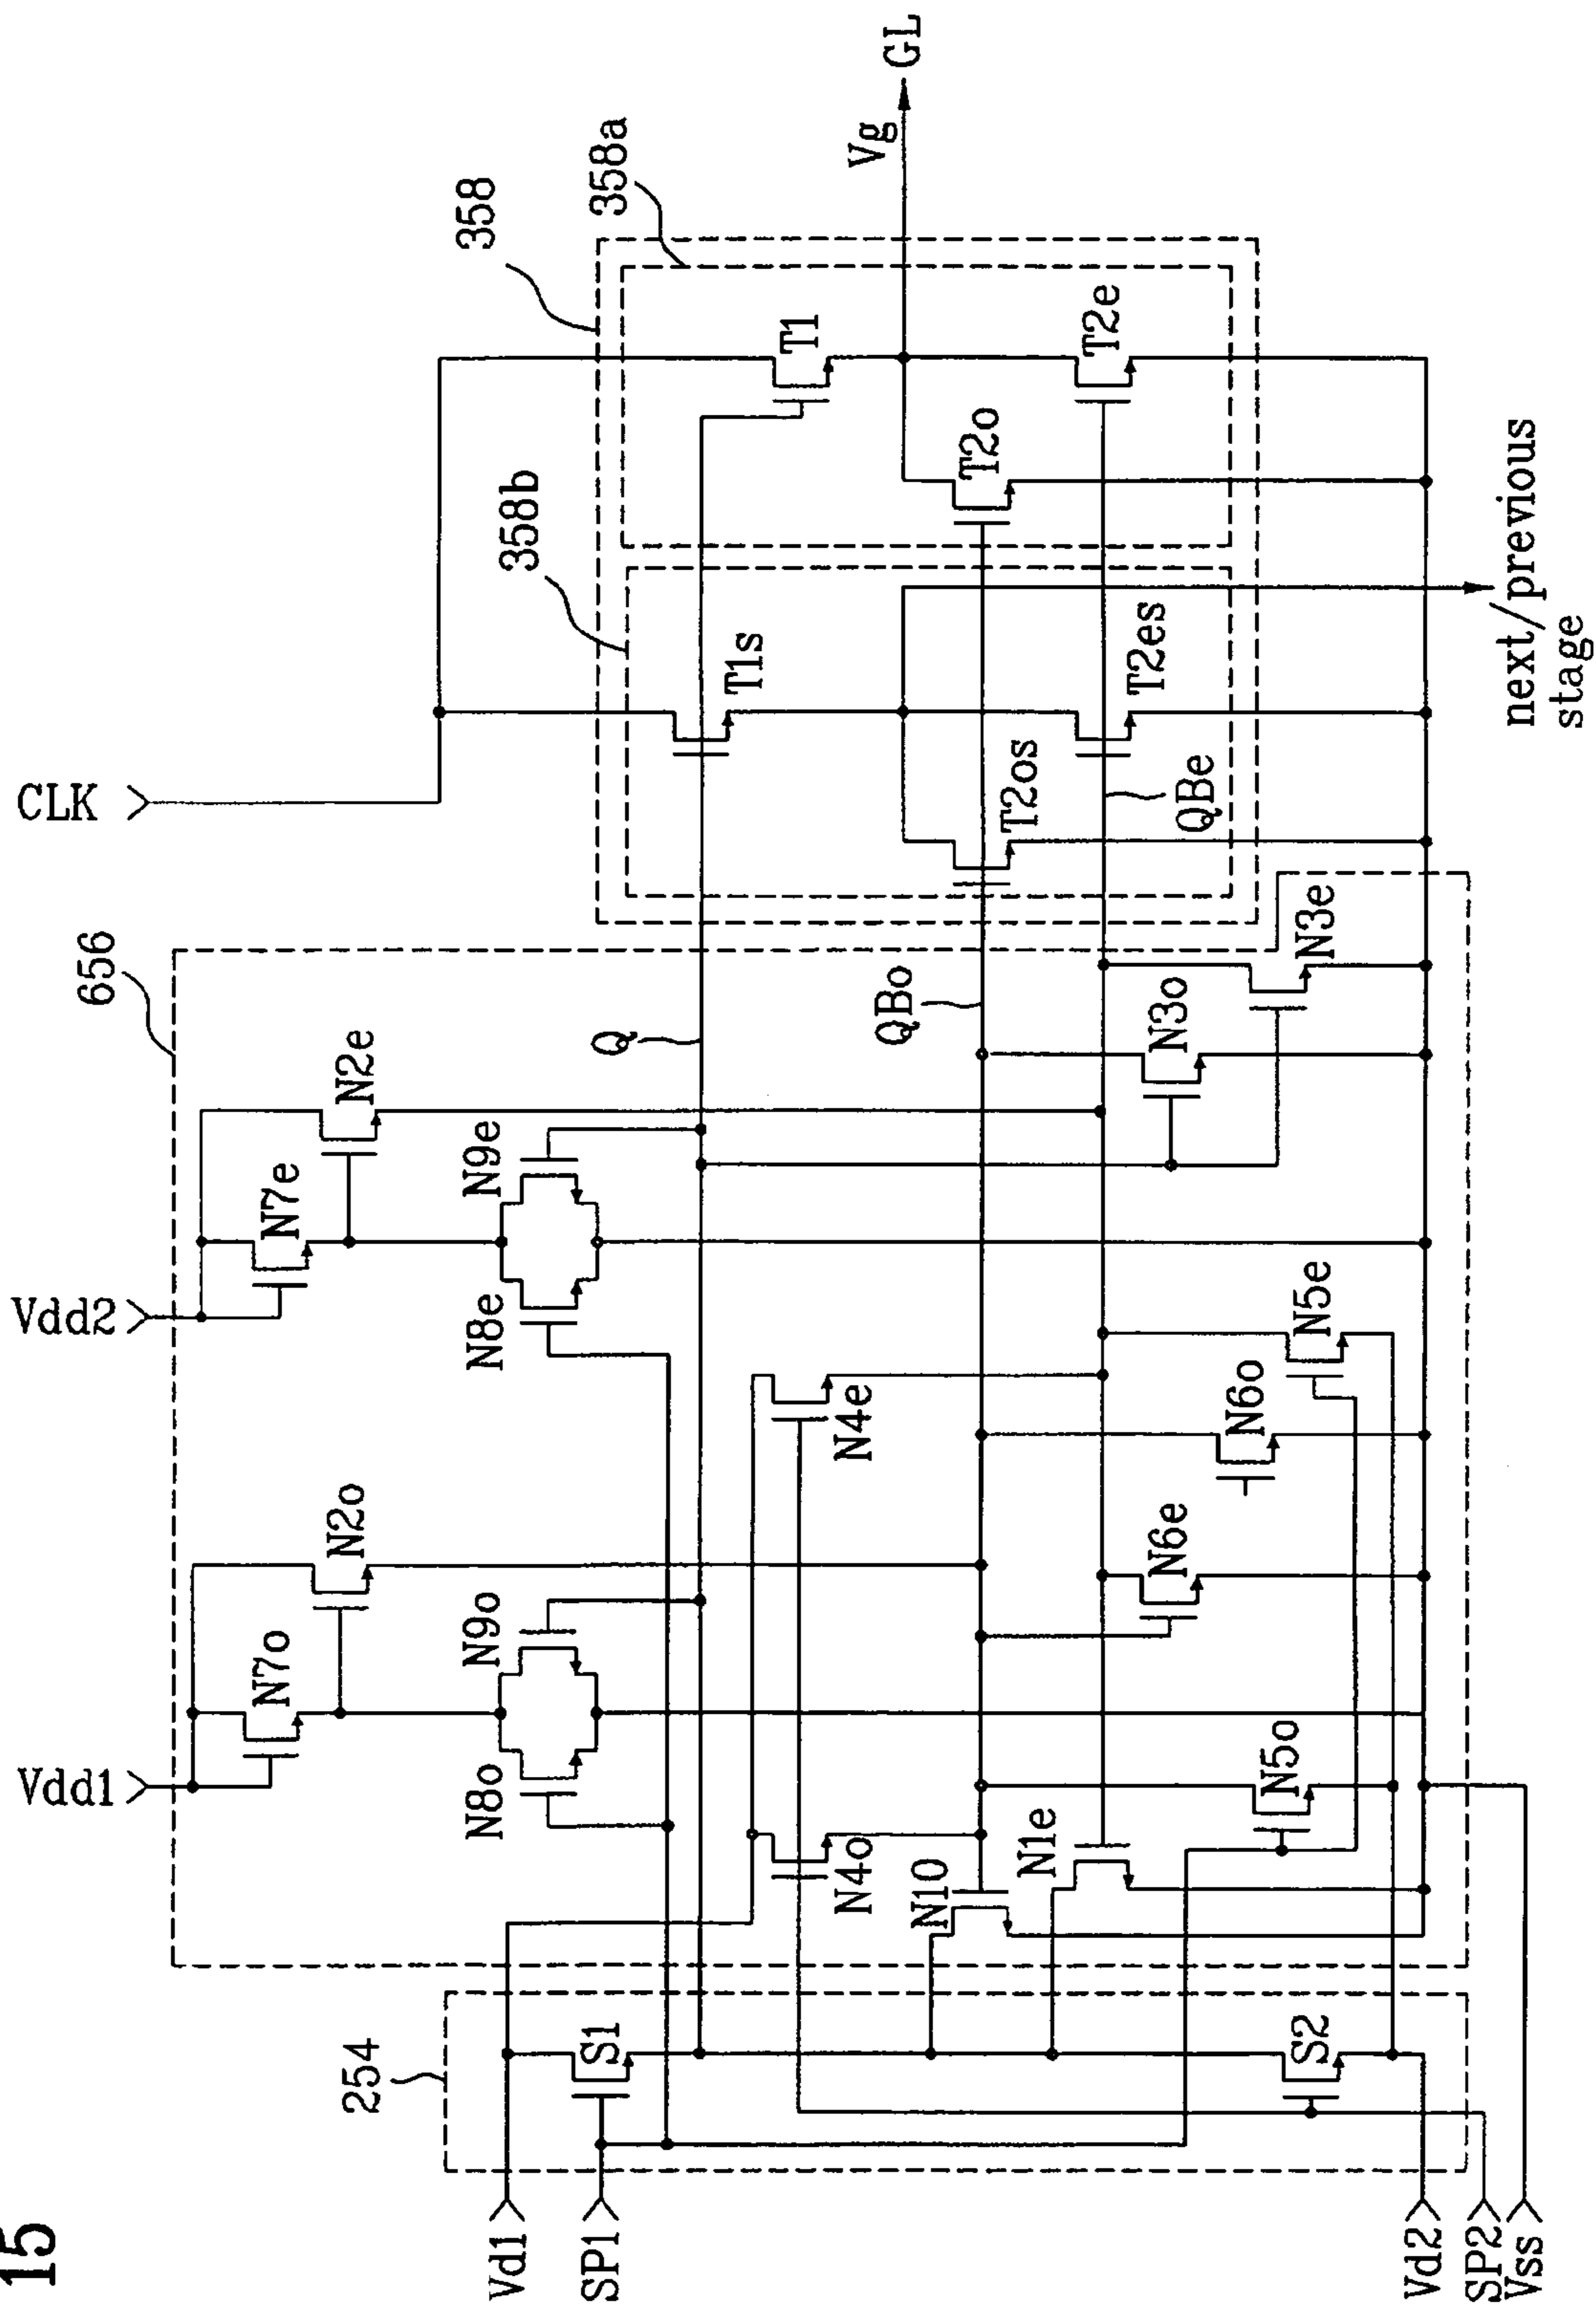 15
Vdd1
Vdd2
CLK
656
358
358a
358b
254
N7o
N2o
N8o
N9o
N7e
N2e
N8e
N9e
Q
T1s
T1
Vg
GL
Vd1
SP1
S1
N4o
N4e
N10
N1e
QBo
QBe
T2os
T2es
T2o
T2e
N5o
N6e
N6o
N5e
N3o
N3e
S2
Vd2
SP2
Vss
next/previous
stage